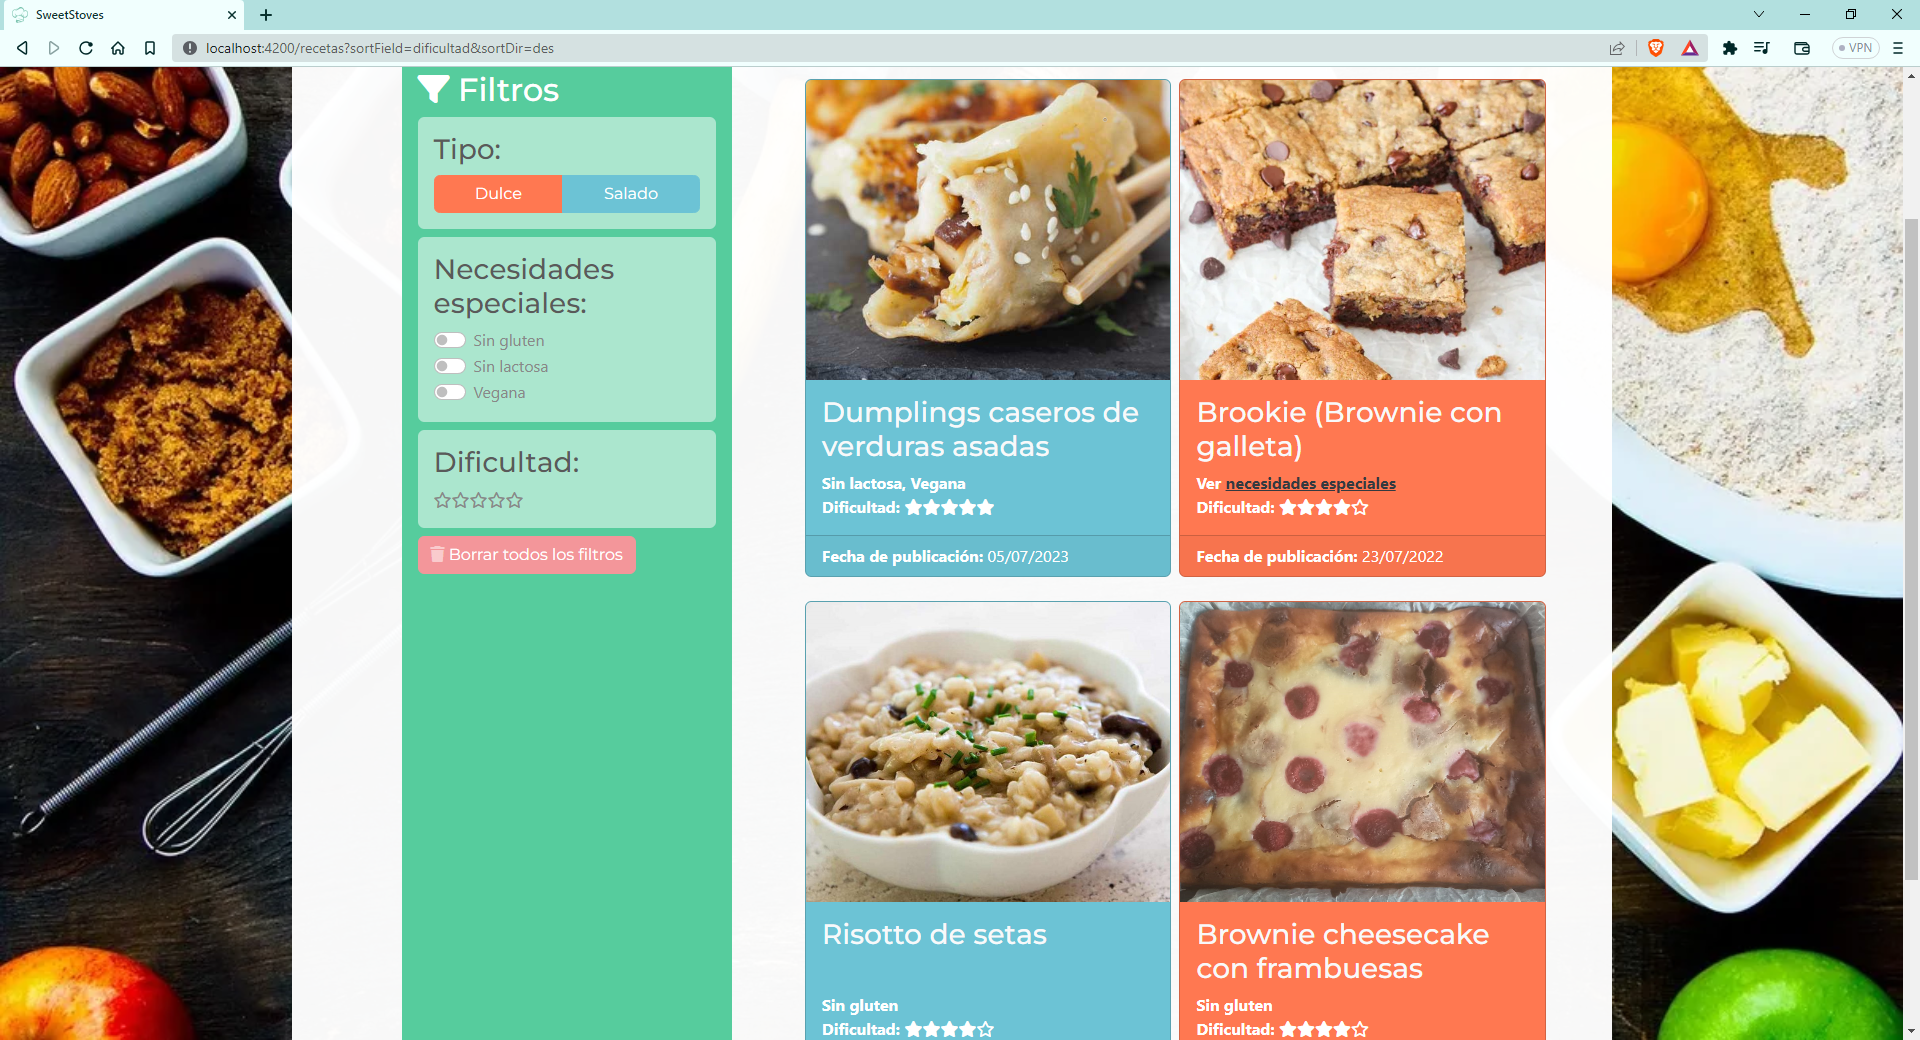 SweetStoves
localhost:4200/recetas?sortField=dificultad&sortDir=des
VPN
Filtros
Tipo:
Dulce
Salado
Necesidades
especiales:
Sin gluten
Sin lactosa
Vegana
Dificultad:
Borrar todos los filtros
Dumplings caseros de
verduras asadas
Sin lactosa, Vegana
Dificultad:
Fecha de publicación: 05/07/2023
Brookie (Brownie con
galleta)
Ver necesidades especiales
Dificultad:
Fecha de publicación: 23/07/2022
Risotto de setas
Sin gluten
Dificultad:
Brownie cheesecake
con frambuesas
Sin gluten
Dificultad: